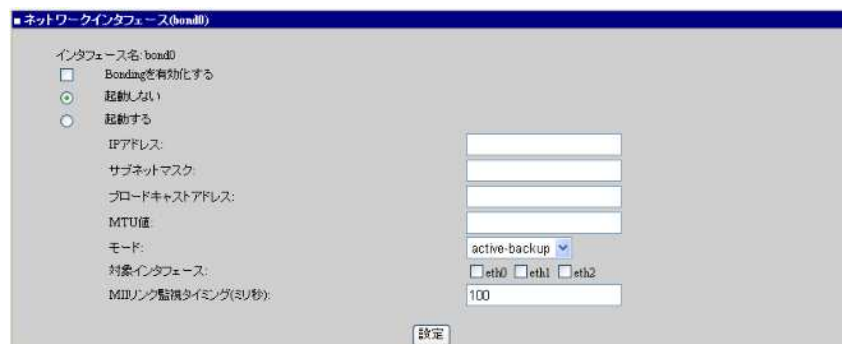 ■ネットワークインタフェース(bond0)
インタフェース名: bond0
Bondingを有効化する
起動しない
起動する
IPアドレス:
サブネットマスク:
ブロードキャストアドレス:
MTU値:
モード: active-backup
対象インタフェース: eth0 eth1 eth2
MIIリンク監視タイミング(ミリ秒): 100
設定